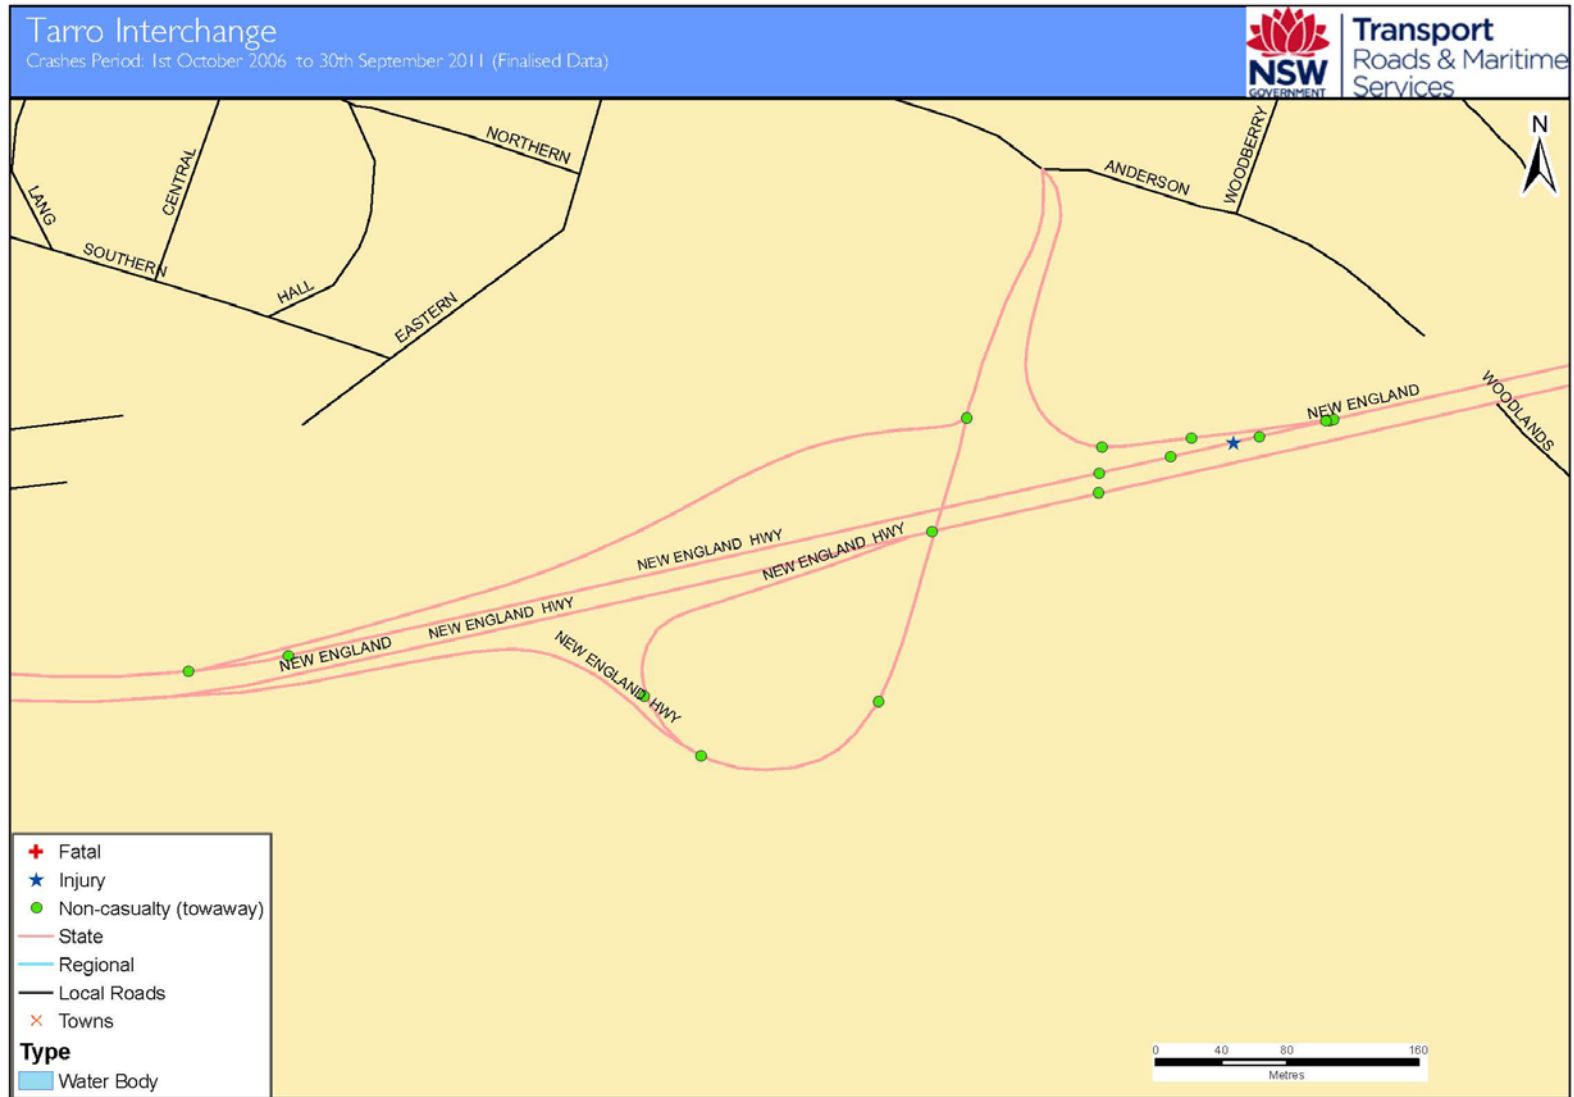 Tarro Interchange
Crashes Period: 1st October 2006 to 30th September 2011 (Finalised Data)
NSW
GOVERNMENT
Transport
Roads & Maritime
Services
N
NORTHERN
WOODBERRY
ANDERSON
CENTRAL
LANG
SOUTHERN
HALL
EASTERN
WOODLANDS
NEW ENGLAND
NEW ENGLAND HWY
NEW ENGLAND HWY
NEW ENGLAND HWY
NEW ENGLAND
NEW ENGLAND HWY
Fatal
Injury
Non-casualty (towaway)
State
Regional
Local Roads
Towns
Type
Water Body
0 40 80 160
Metres